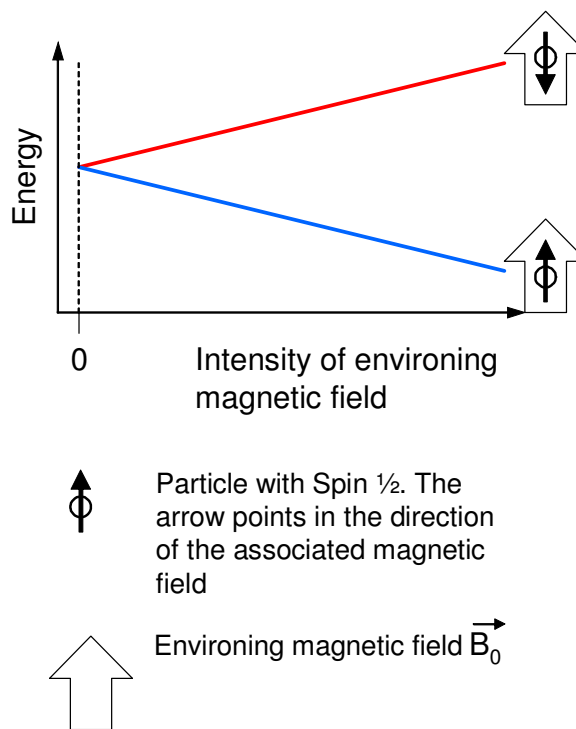 Energy
0
Intensity of environing
magnetic field
Particle with Spin ½. The
arrow points in the direction
of the associated magnetic
field
Environing magnetic field B₀